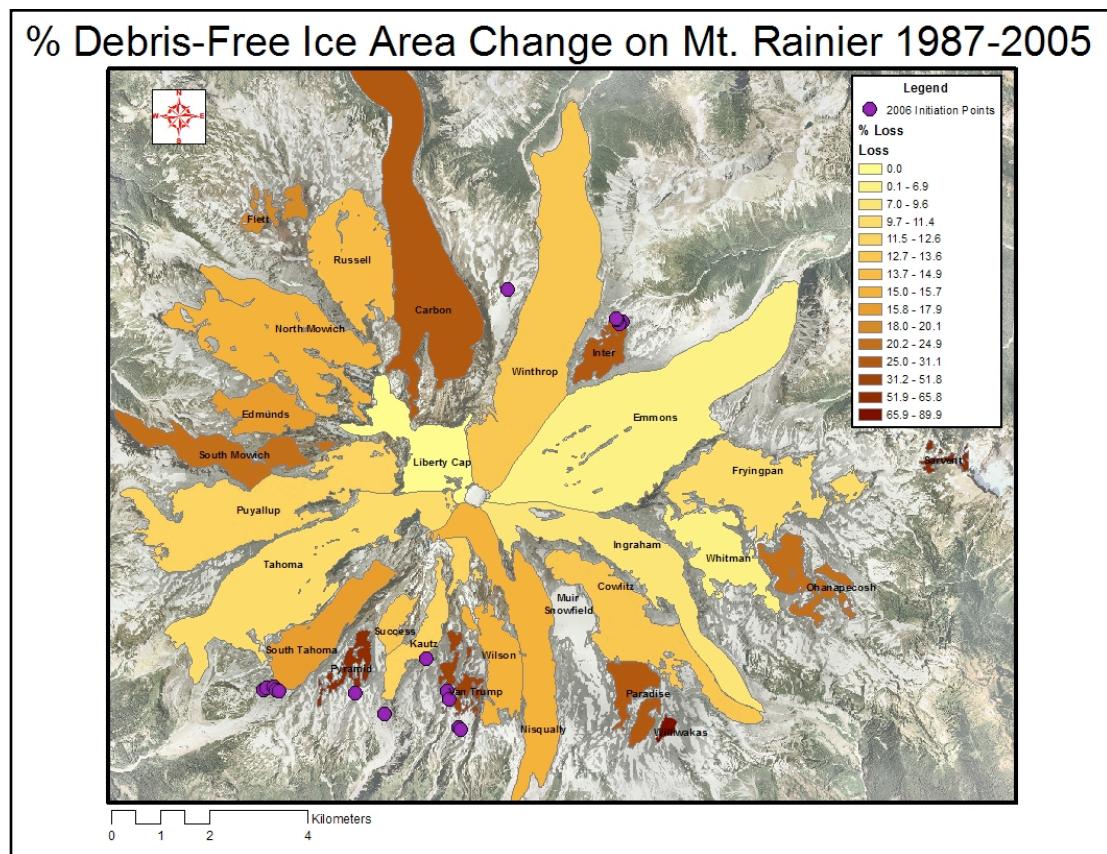 % Debris-Free Ice Area Change on Mt. Rainier 1987-2005
N
W
E
S
Legend
2006 Initiation Points
% Loss
Loss
0.0
0.1 - 6.9
7.0 - 9.6
9.7 - 11.4
11.5 - 12.6
12.7 - 13.6
13.7 - 14.9
15.0 - 15.7
15.8 - 17.9
18.0 - 20.1
20.2 - 24.9
25.0 - 31.1
31.2 - 51.8
51.9 - 65.8
65.9 - 89.9
Flett
Russell
Carbon
North Mowich
Inter
Winthrop
Edmunds
Emmons
South Mowich
Liberty Cap
Sarvent
Fryingpan
Puyallup
Ingraham
Whitman
Tahoma
Cowlitz
Ohanapecosh
Muir
Snowfield
Success
Kautz
South Tahoma
Wilson
Pyramid
Van Trump
Paradise
Nisqually
Kilometers
0
1
2
4